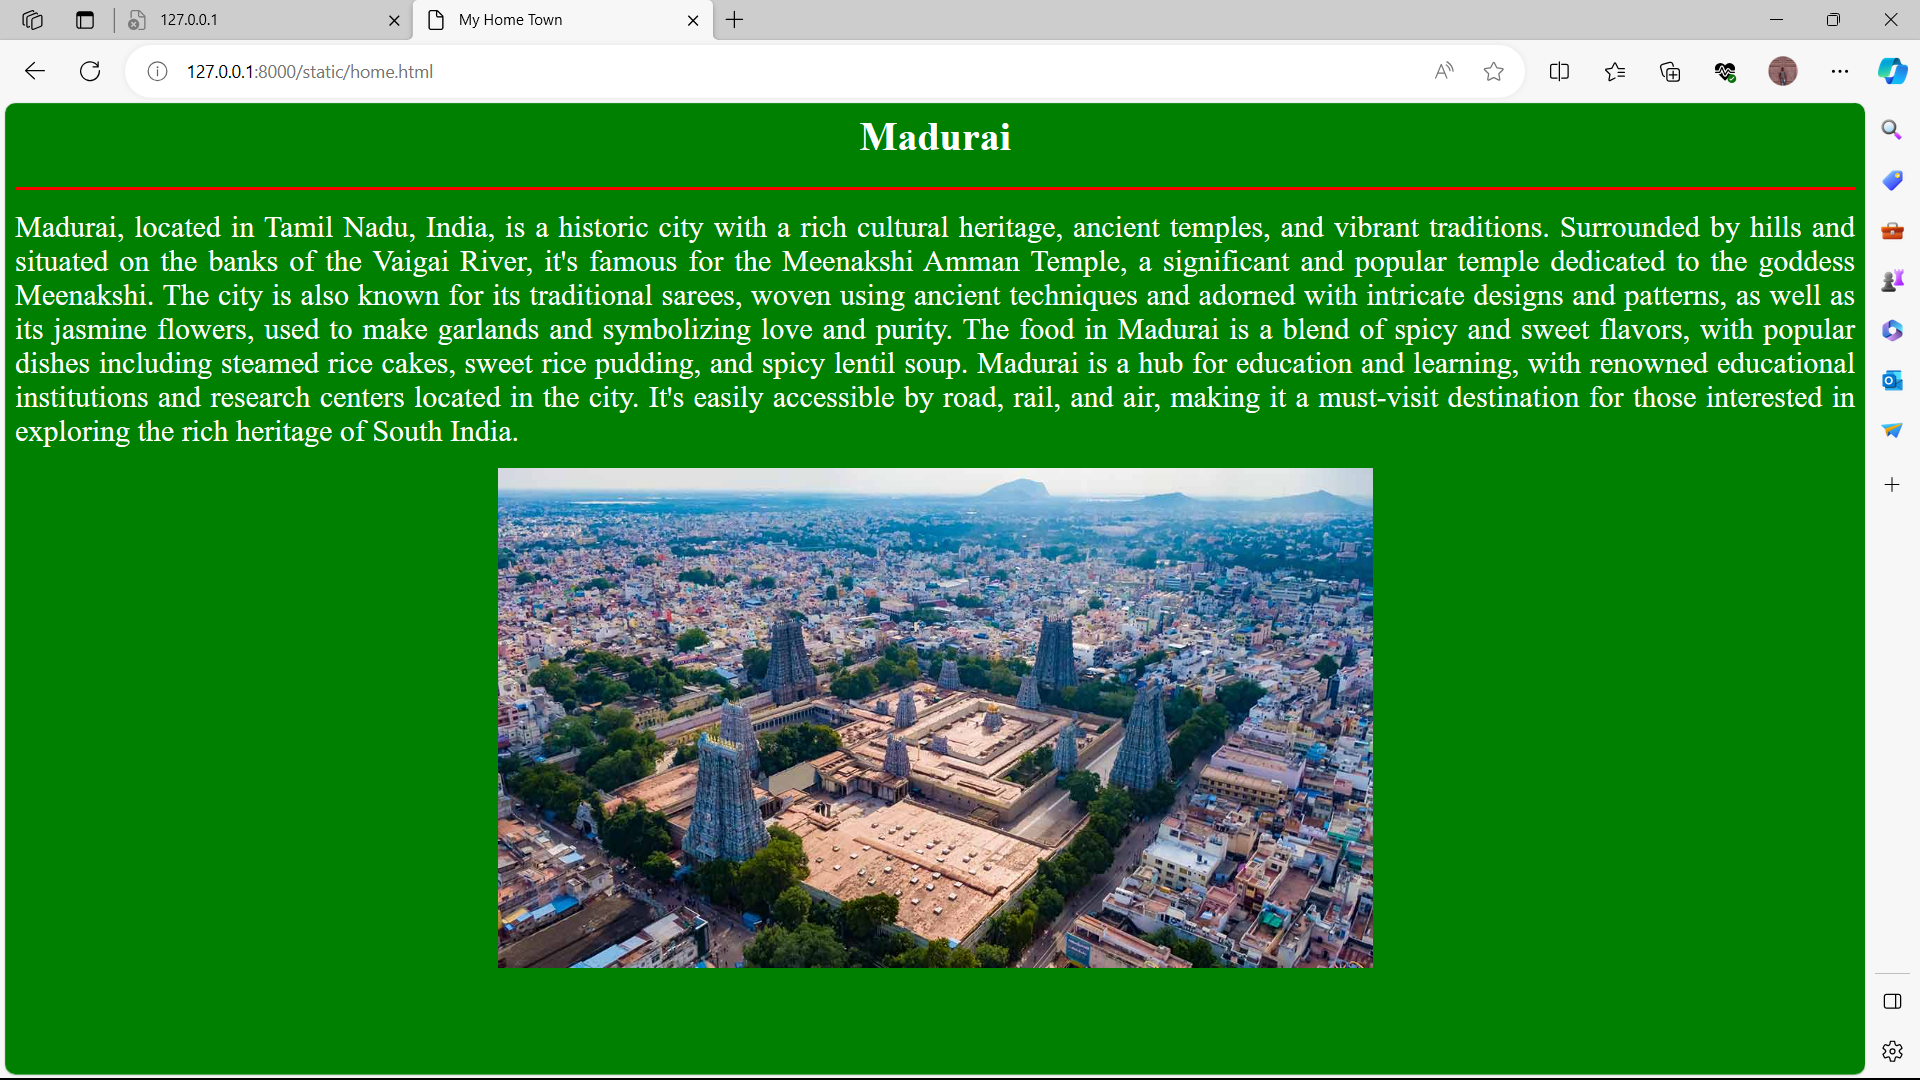 127.0.0.1
My Home Town
127.0.0.1:8000/static/home.html
Madurai
Madurai, located in Tamil Nadu, India, is a historic city with a rich cultural heritage, ancient temples, and vibrant traditions. Surrounded by hills and
situated on the banks of the Vaigai River, it's famous for the Meenakshi Amman Temple, a significant and popular temple dedicated to the goddess
Meenakshi. The city is also known for its traditional sarees, woven using ancient techniques and adorned with intricate designs and patterns, as well as
its jasmine flowers, used to make garlands and symbolizing love and purity. The food in Madurai is a blend of spicy and sweet flavors, with popular
dishes including steamed rice cakes, sweet rice pudding, and spicy lentil soup. Madurai is a hub for education and learning, with renowned educational
institutions and research centers located in the city. It's easily accessible by road, rail, and air, making it a must-visit destination for those interested in
exploring the rich heritage of South India.